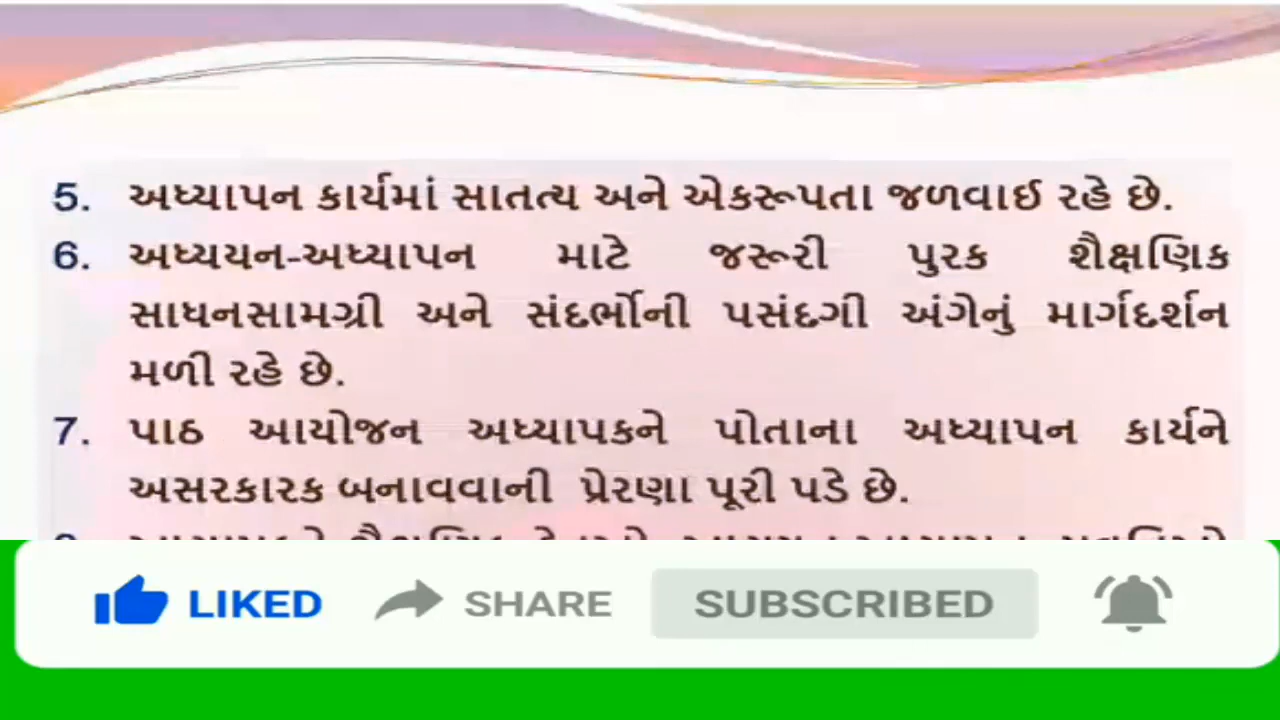 5. અધ્યાપન કાર્યમાં સાતત્ય અને એકરૂપતા જળવાઈ રહે છે.
6. અધ્યયન-અધ્યાપન માટે જરૂરી પુરક શૈક્ષણિક
સાધનસામગ્રી અને સંદર્ભોની પસંદગી અંગેનું માર્ગદર્શન
મળી રહે છે.
7. પાઠ આયોજન અધ્યાપકને પોતાના અધ્યાપન કાર્યને
અસરકારક બનાવવાની પ્રેરણા પૂરી પડે છે.
LIKED SHARE SUBSCRIBED